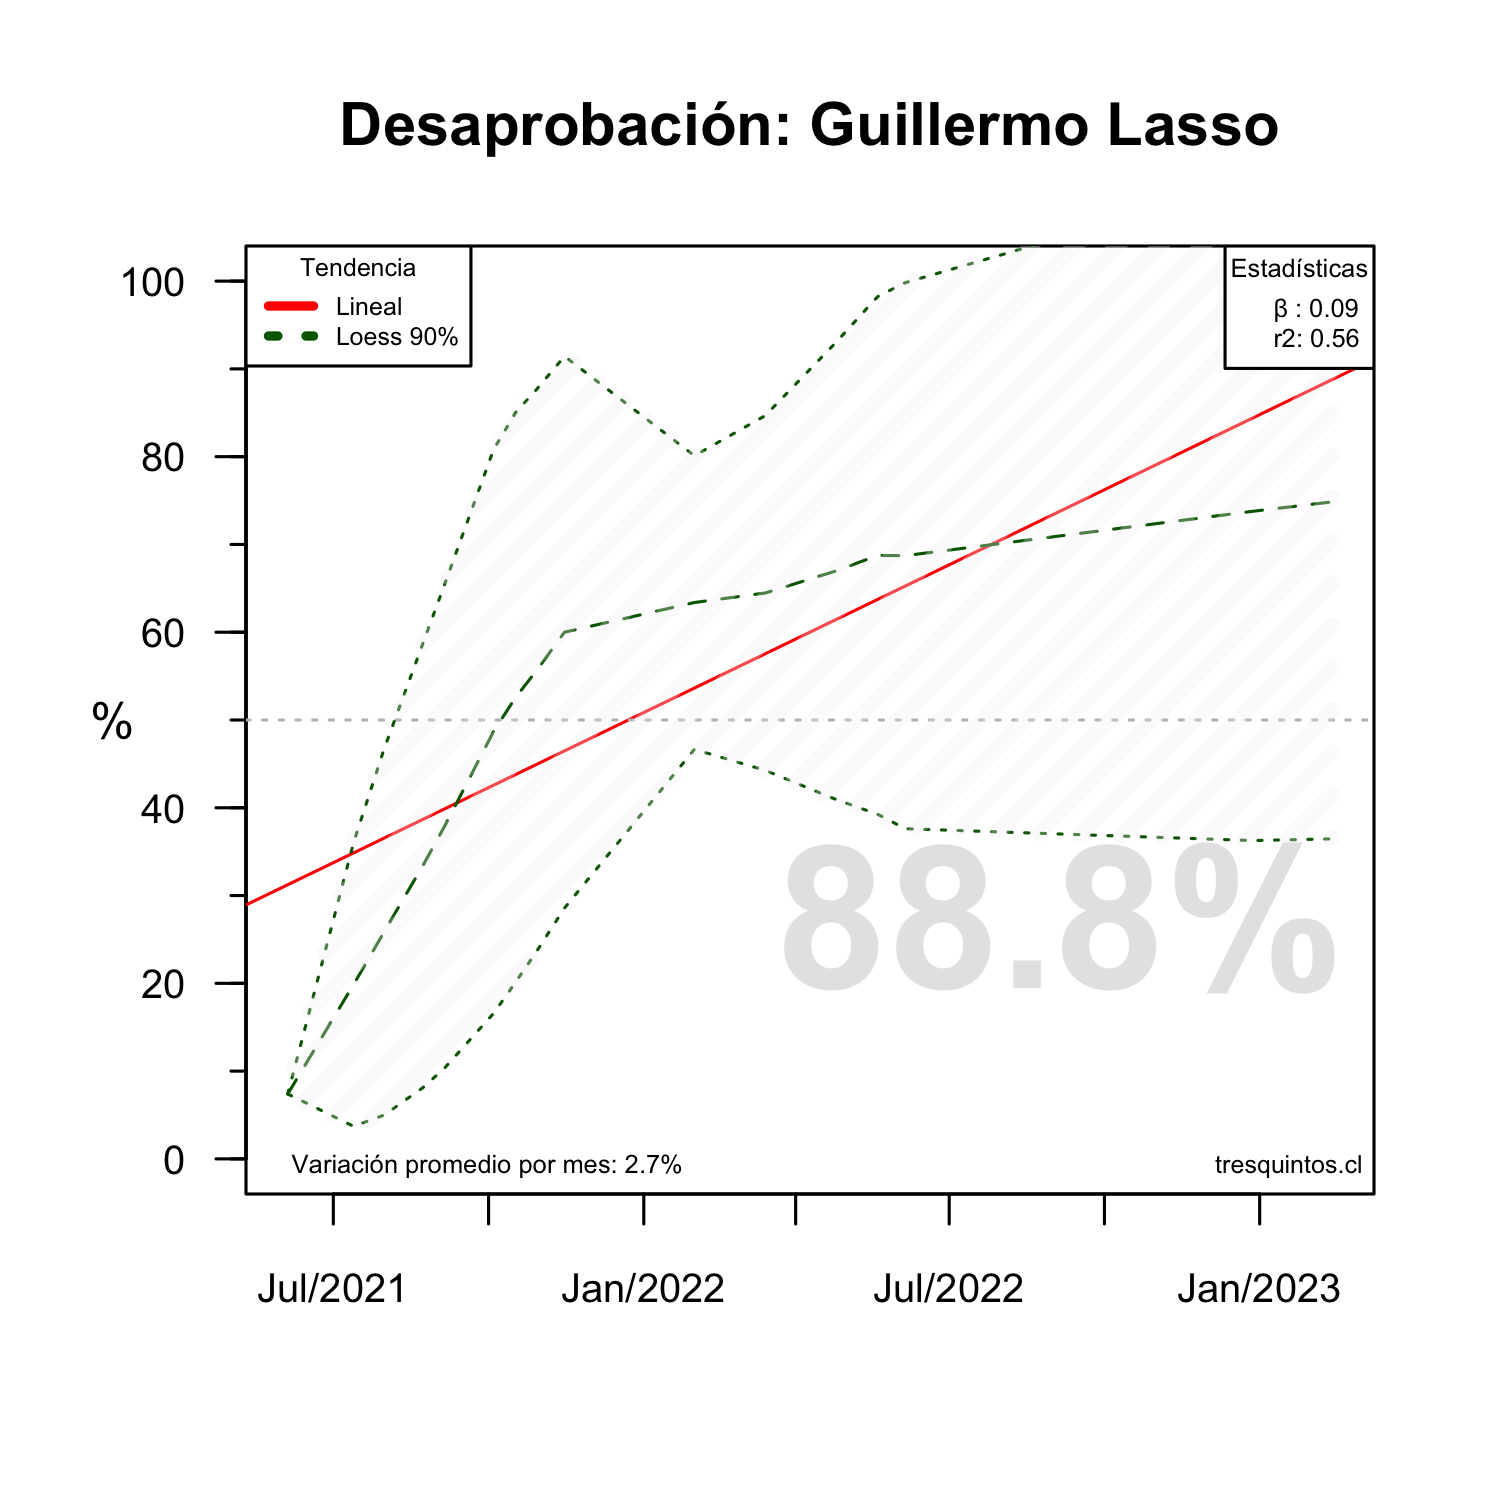 Desaprobación: Guillermo Lasso
Tendencia
Lineal
Loess 90%
Estadísticas
β : 0.09
r2: 0.56
100
80
60
40
20
0
%
88.8%
Variación promedio por mes: 2.7%
tresquintos.cl
Jul/2021
Jan/2022
Jul/2022
Jan/2023